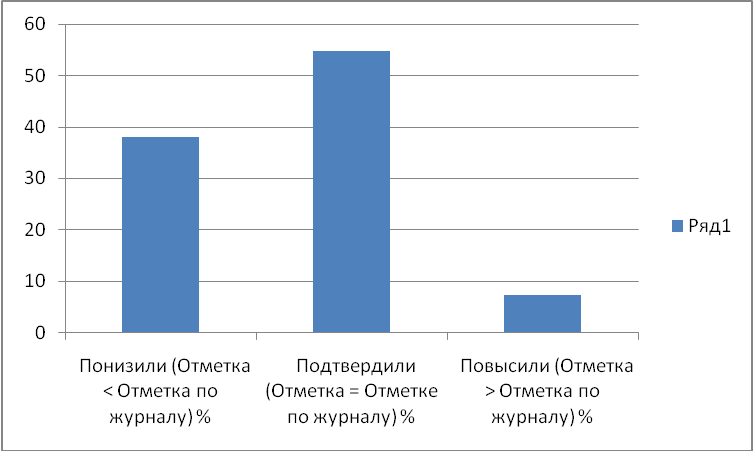 60
50
40
30
20
10
0
Понизили (Отметка
< Отметка по
журналу) %
Подтвердили
(Отметка = Отметке
по журналу) %
Повысили (Отметка
> Отметка по
журналу) %
Ряд1